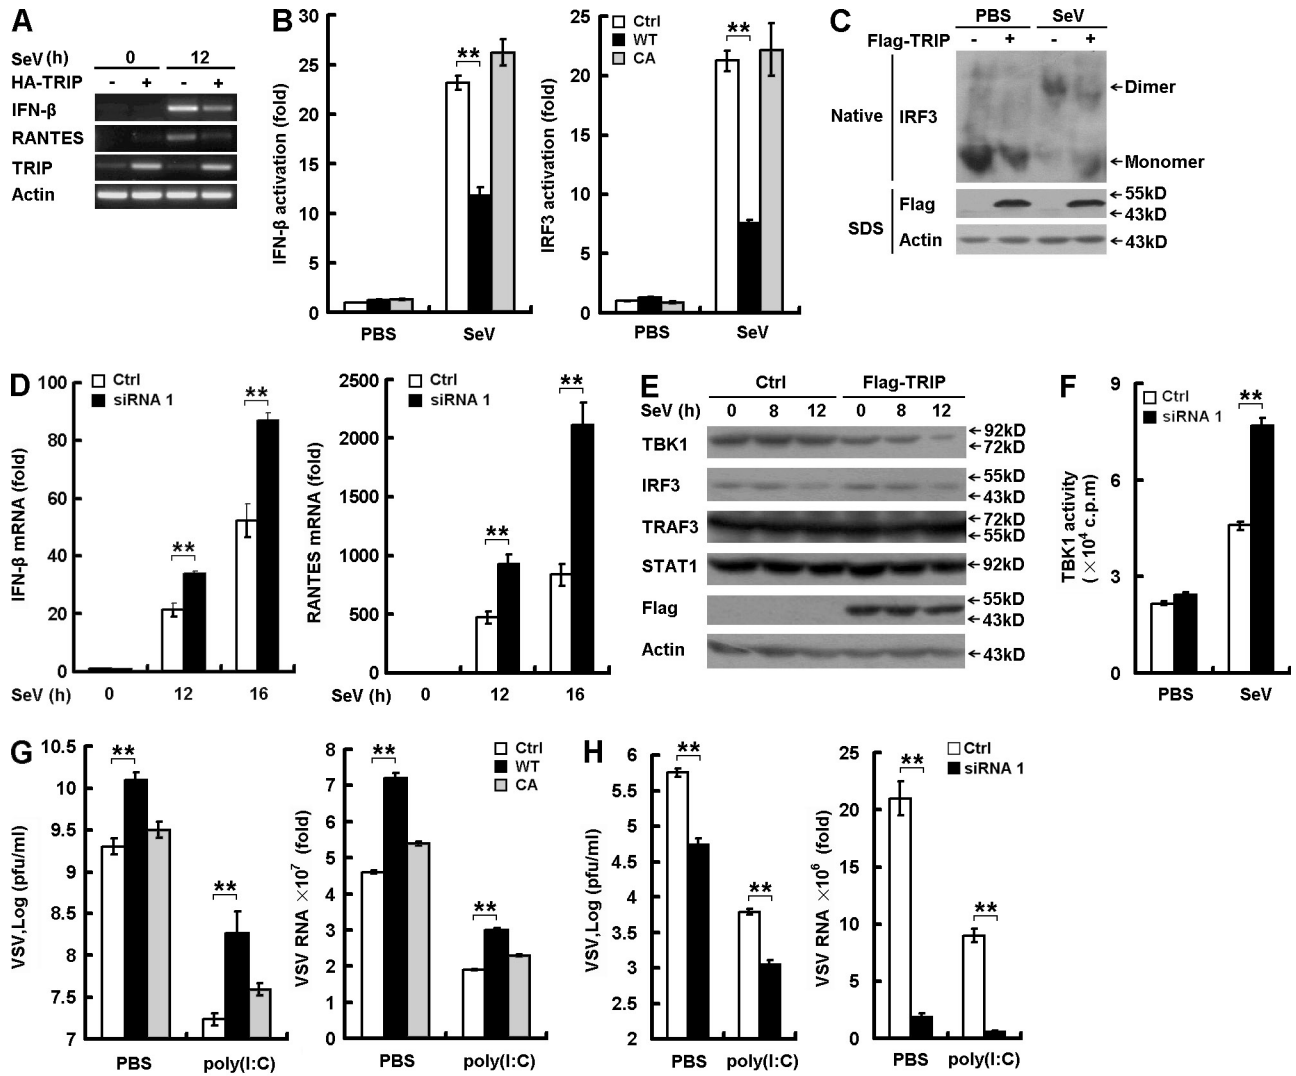 A
SeV (h) 0 12
HA-TRIP - + - +
IFN-β
RANTES
TRIP
Actin
B
IFN-β activation (fold)
30
25
20
15
10
5
0
PBS SeV
**
IRF3 activation (fold)
25
20
15
10
5
0
PBS SeV
**
Ctrl
WT
CA
C
PBS SeV
Flag-TRIP - + - +
Native IRF3
←Dimer
←Monomer
SDS
Flag
←55kD
←43kD
Actin ←43kD
D
IFN-β mRNA (fold)
100
80
60
40
20
0
Ctrl
siRNA 1
** **
SeV (h) 0 12 16
RANTES mRNA (fold)
2500
2000
1500
1000
500
0
Ctrl
siRNA 1
** **
SeV (h) 0 12 16
E
Ctrl Flag-TRIP
SeV (h) 0 8 12 0 8 12
TBK1
←92kD
←72kD
IRF3
←55kD
←43kD
TRAF3
←72kD
←55kD
STAT1 ←92kD
Flag
←55kD
←43kD
Actin ←43kD
F
TBK1 activity
(×10⁴ c.p.m)
9
6
3
0
Ctrl
siRNA 1
**
PBS SeV
G
VSV,Log (pfu/ml)
10.5
10
9.5
9
8.5
8
7.5
7
** **
PBS poly(I:C)
VSV RNA ×10⁷ (fold)
8
7
6
5
4
3
2
1
0
** **
PBS poly(I:C)
Ctrl
WT
CA
H
VSV,Log (pfu/ml)
6
5.5
5
4.5
4
3.5
3
2.5
2
** **
PBS poly(I:C)
VSV RNA ×10⁶ (fold)
25
20
15
10
5
0
** **
PBS poly(I:C)
Ctrl
siRNA 1